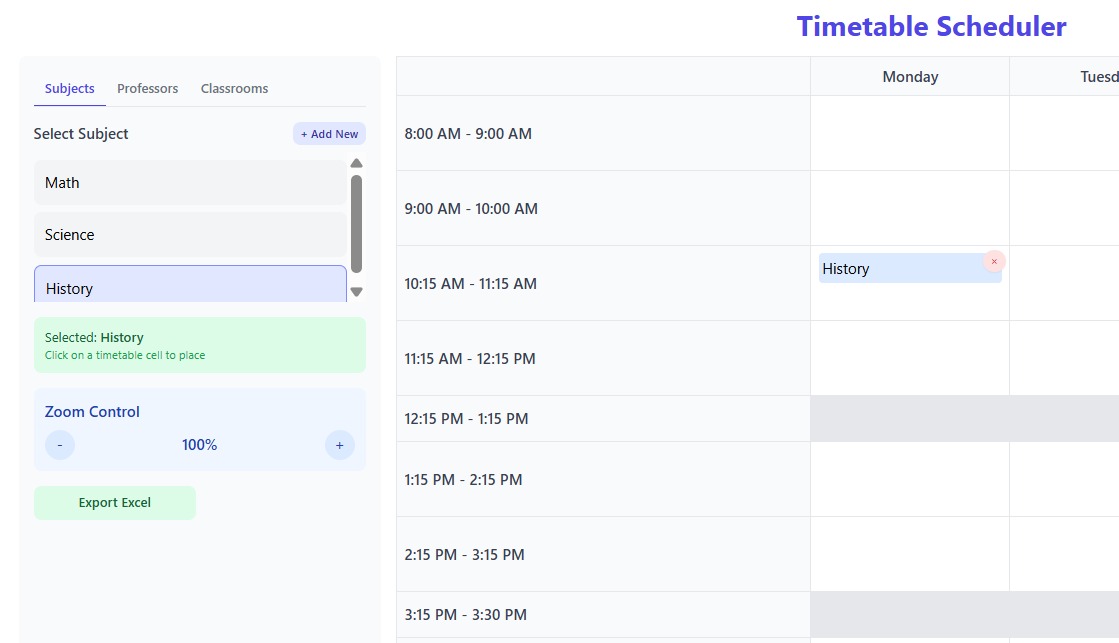 Timetable Scheduler
Subjects Professors Classrooms
Select Subject
+ Add New
Math
Science
History
Selected: History
Click on a timetable cell to place
Zoom Control
- 100% +
Export Excel
Monday Tuesd
8:00 AM - 9:00 AM
9:00 AM - 10:00 AM
10:15 AM - 11:15 AM
History ×
11:15 AM - 12:15 PM
12:15 PM - 1:15 PM
1:15 PM - 2:15 PM
2:15 PM - 3:15 PM
3:15 PM - 3:30 PM